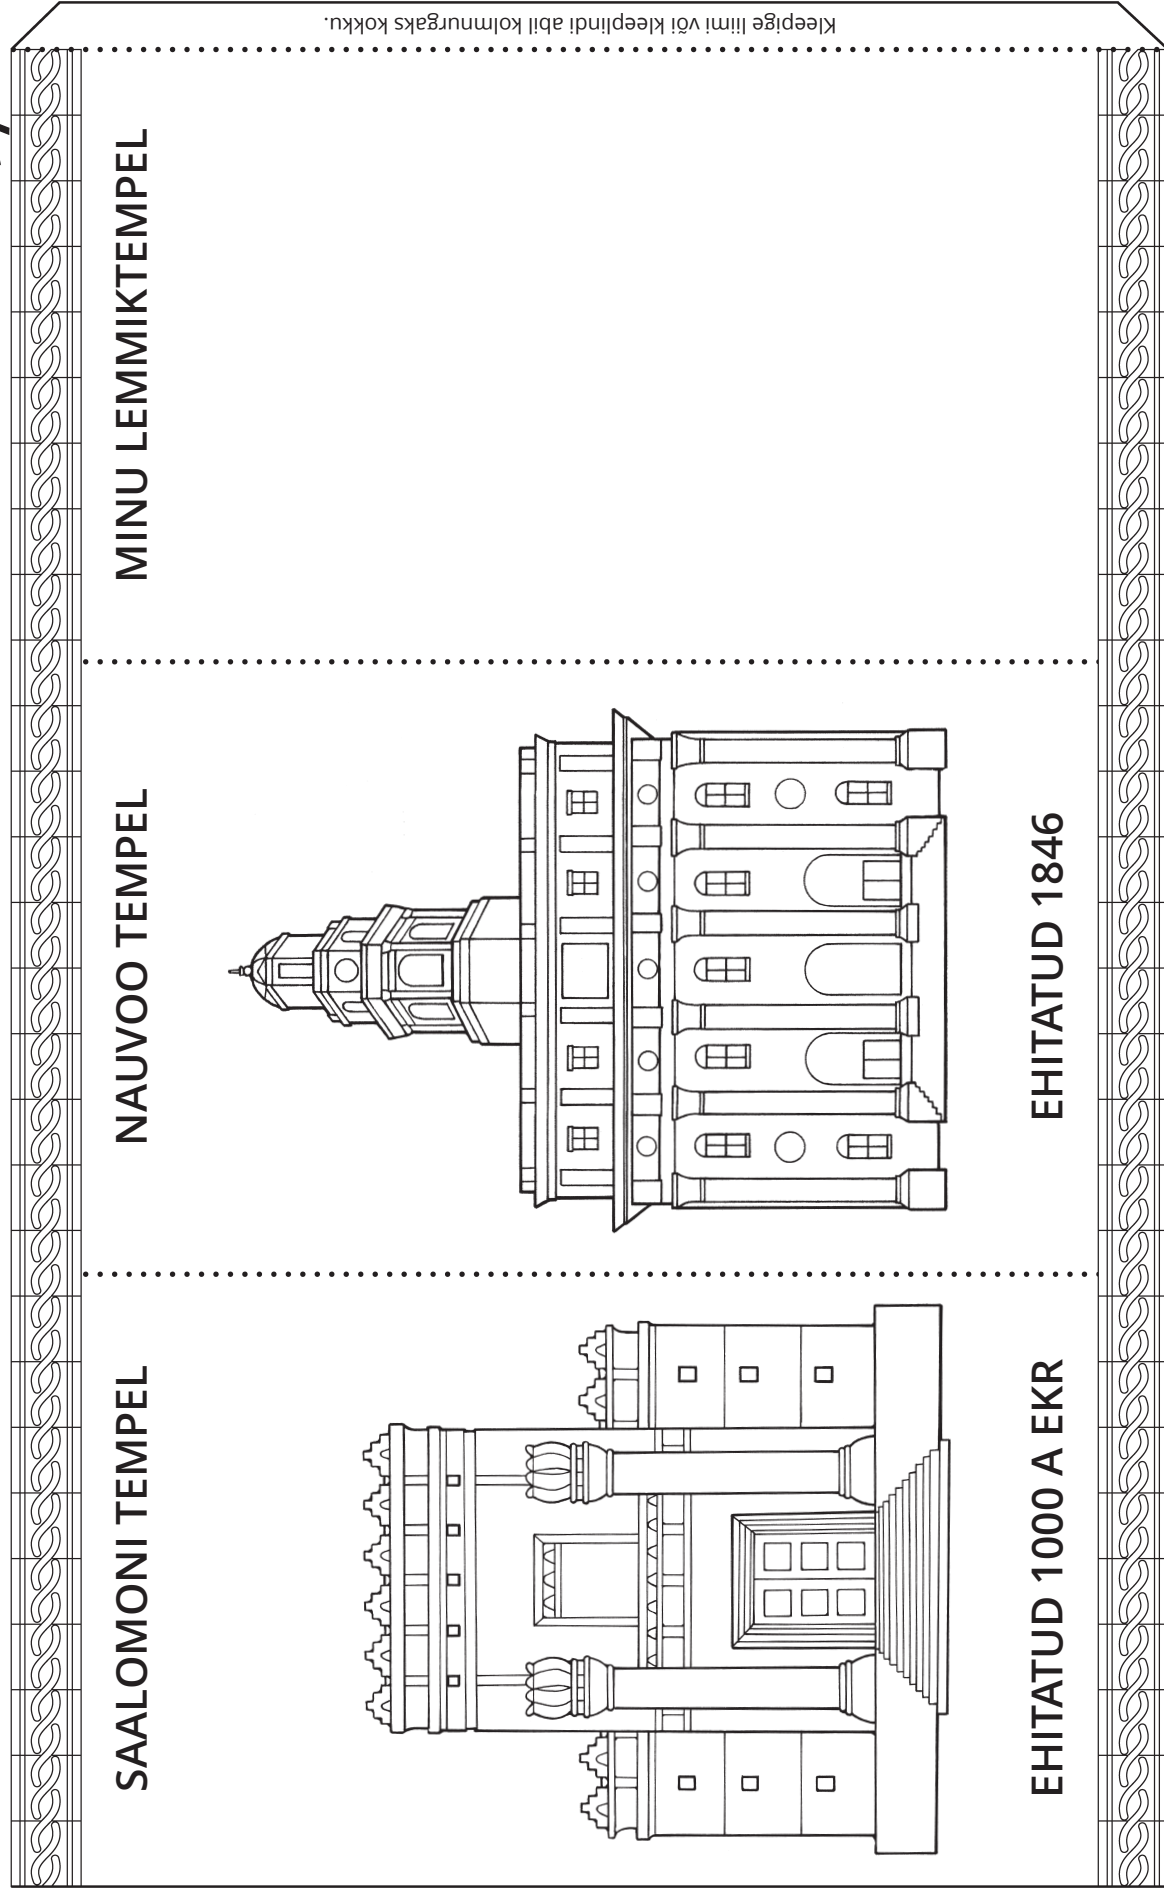 SAALOMONI TEMPEL
EHITATUD 1000 A EKR
NAUVOO TEMPEL
EHITATUD 1846
MINU LEMMIKTEMPEL
Kleepige liimi või kleeplindi abil kolmnurgaks kokku.